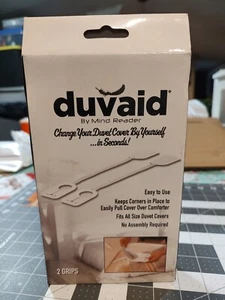 duvaid
By Mind Reader
Change Your Duvet Cover By Yourself
...in Seconds!
Easy to Use
Keeps Corners in Place to
Easily Pull Cover Over Comforter
Fits All Size Duvet Covers
No Assembly Required
2 GRIPS